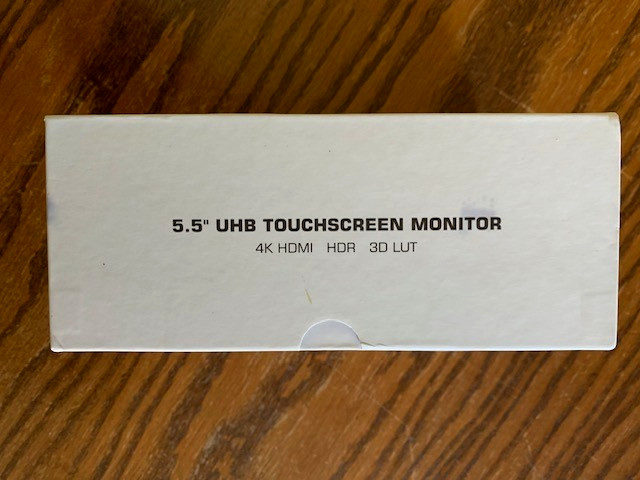 5.5" UHB TOUCHSCREEN MONITOR
4K HDMI HDR 3D LUT